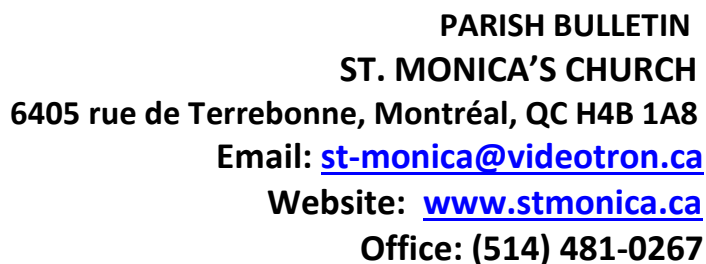 PARISH BULLETIN
ST. MONICA’S CHURCH
6405 rue de Terrebonne, Montréal, QC H4B 1A8
Email: st-monica@videotron.ca
Website: www.stmonica.ca
Office: (514) 481-0267